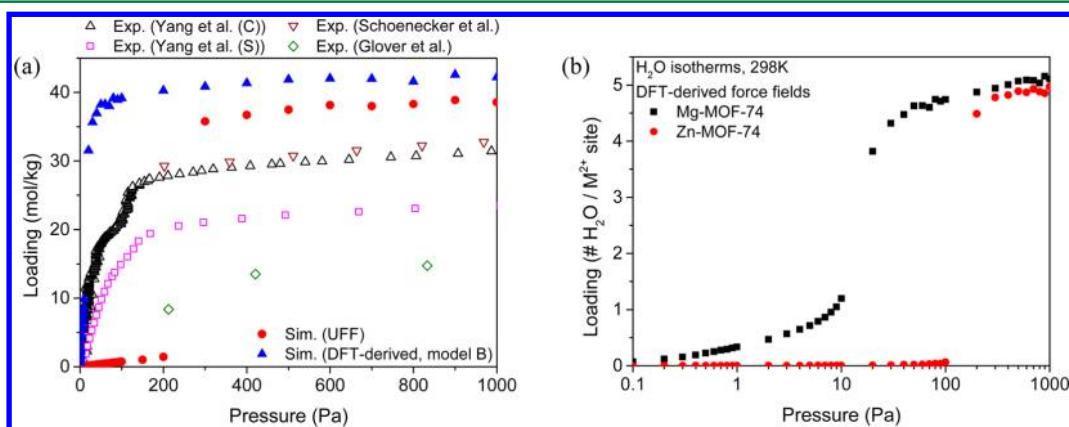 △ Exp. (Yang et al. (C)) ▽ Exp. (Schoenecker et al.)
□ Exp. (Yang et al. (S)) ◇ Exp. (Glover et al.)
(a)
40
30
20
10
0
Loading (mol/kg)
● Sim. (UFF)
▲ Sim. (DFT-derived, model B)
0 200 400 600 800 1000
Pressure (Pa)
(b)
H₂O isotherms, 298K
DFT-derived force fields
■ Mg-MOF-74
● Zn-MOF-74
5
4
3
2
1
0
Loading (# H₂O / M²⁺ site)
0.1 1 10 100 1000
Pressure (Pa)